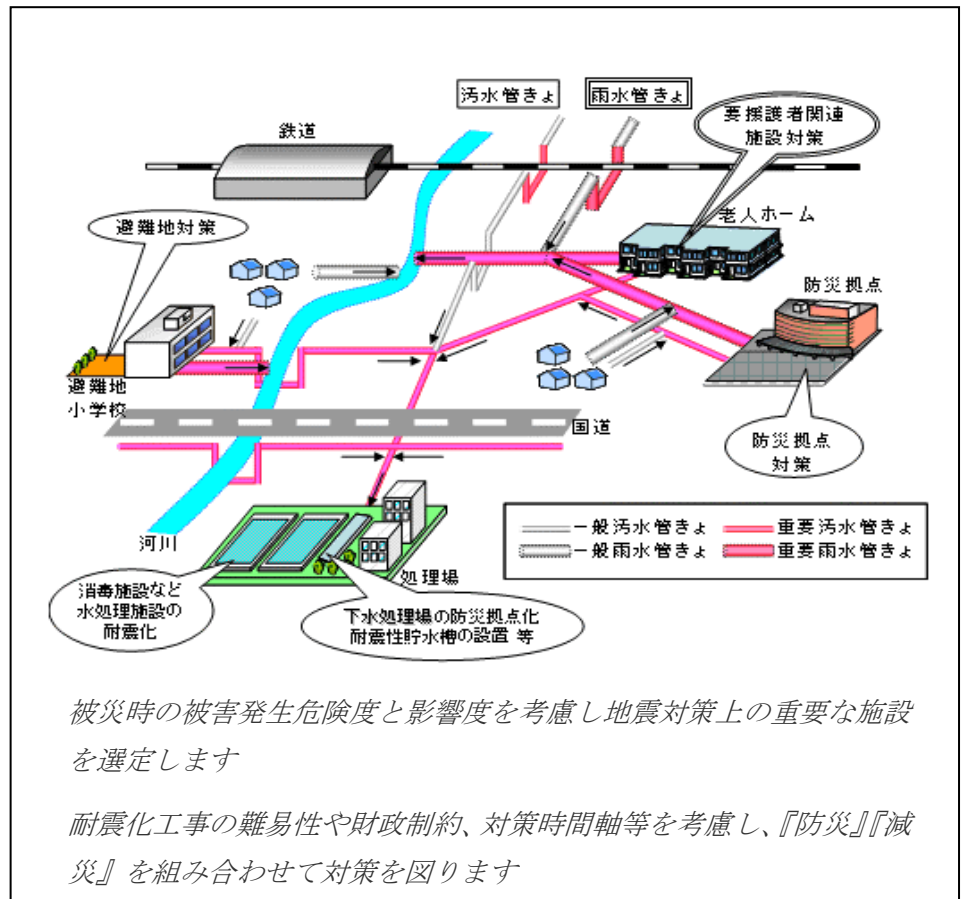 汚水管きょ
雨水管きょ
要援護者関連
施設対策
鉄道
老人ホーム
避難地対策
防災拠点
避難地
小学校
国道
防災拠点
対策
河川
一般汚水管きょ
重要汚水管きょ
一般雨水管きょ
重要雨水管きょ
処理場
消毒施設など
水処理施設の
耐震化
下水処理場の防災拠点化
耐震性貯水槽の設置 等
被災時の被害発生危険度と影響度を考慮し地震対策上の重要な施設
を選定します
耐震化工事の難易性や財政制約、対策時間軸等を考慮し、『防災』『減
災』を組み合わせて対策を図ります